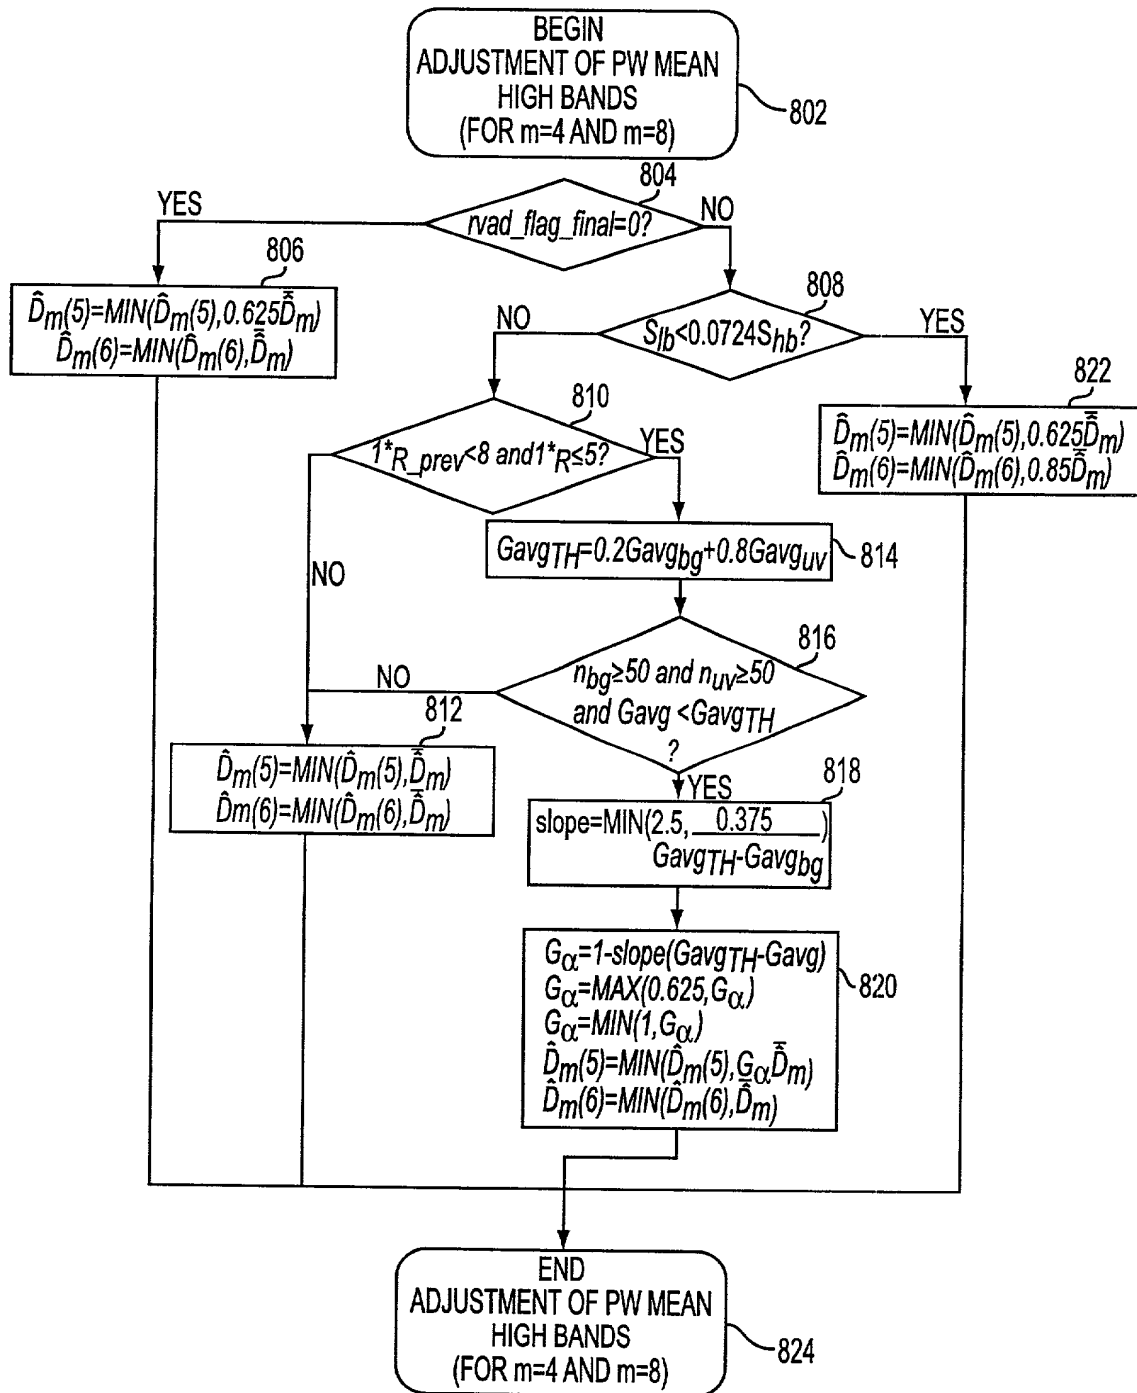 BEGIN
ADJUSTMENT OF PW MEAN
HIGH BANDS
(FOR m=4 AND m=8)
802
804
YES
rvad_flag_final=0?
NO
806
D̂m(5)=MIN(D̂m(5),0.625D̂̄m)
D̂m(6)=MIN(D̂m(6),D̂̄m)
808
NO
Slb<0.0724Shb?
YES
810
1*R_prev<8 and1*R≤5?
YES
822
D̂m(5)=MIN(D̂m(5),0.625D̂̄m)
D̂m(6)=MIN(D̂m(6),0.85D̂̄m)
GavgTH=0.2Gavgbg+0.8Gavguv
814
NO
816
nbg≥50 and nuv≥50
and Gavg <GavgTH
?
NO
812
D̂m(5)=MIN(D̂m(5),D̂̄m)
D̂m(6)=MIN(D̂m(6),D̂̄m)
YES
818
slope=MIN(2.5, 0.375 )
GavgTH-Gavgbg
Gα=1-slope(GavgTH-Gavg)
Gα=MAX(0.625,Gα)
Gα=MIN(1,Gα)
D̂m(5)=MIN(D̂m(5),GαD̂̄m)
D̂m(6)=MIN(D̂m(6),D̂̄m)
820
END
ADJUSTMENT OF PW MEAN
HIGH BANDS
(FOR m=4 AND m=8)
824